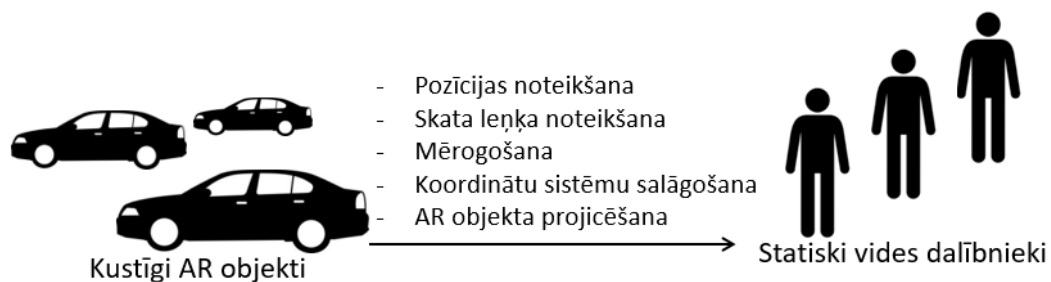 - Pozīcijas noteikšana
- Skata leņķa noteikšana
- Mērogošana
- Koordinātu sistēmu salāgošana
- AR objekta projicēšana
Kustīgi AR objekti
Statiski vides dalībnieki